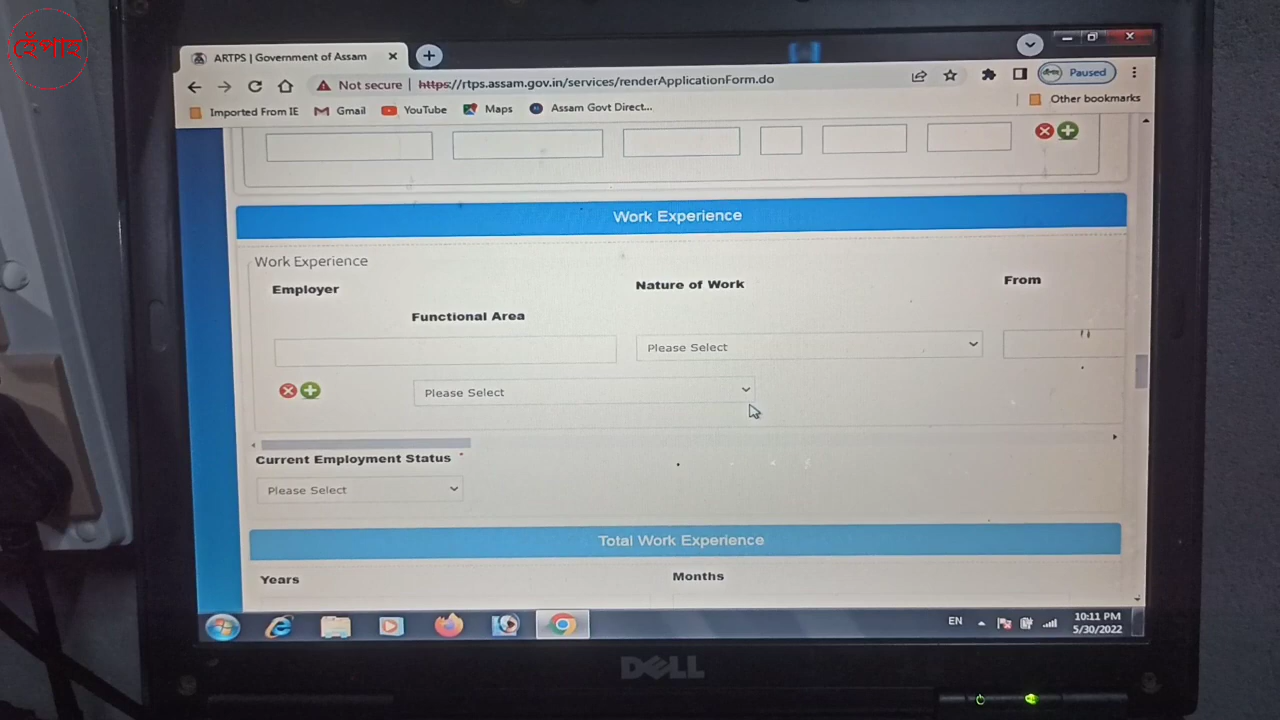 হেঁপাহ
ARTPS | Government of Assam
Not secure | https://rtps.assam.gov.in/services/renderApplicationForm.do
Paused
Imported From IE Gmail YouTube Maps Assam Govt Direct... Other bookmarks
Work Experience
Work Experience
Employer Nature of Work From
Functional Area
Please Select
Please Select
Current Employment Status *
Please Select
Total Work Experience
Years Months
EN 10:11 PM
5/30/2022
DELL